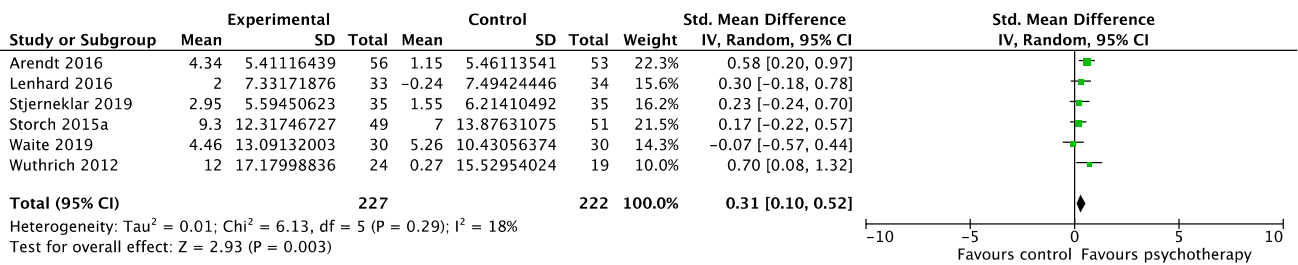 Experimental Control Std. Mean Difference Std. Mean Difference
Study or Subgroup Mean SD Total Mean SD Total Weight IV, Random, 95% CI IV, Random, 95% CI
Arendt 2016 4.34 5.41116439 56 1.15 5.46113541 53 22.3% 0.58 [0.20, 0.97]
Lenhard 2016 2 7.33171876 33 -0.24 7.49424446 34 15.6% 0.30 [-0.18, 0.78]
Stjerneklar 2019 2.95 5.59450623 35 1.55 6.21410492 35 16.2% 0.23 [-0.24, 0.70]
Storch 2015a 9.3 12.31746727 49 7 13.87631075 51 21.5% 0.17 [-0.22, 0.57]
Waite 2019 4.46 13.09132003 30 5.26 10.43056374 30 14.3% -0.07 [-0.57, 0.44]
Wuthrich 2012 12 17.17998836 24 0.27 15.52954024 19 10.0% 0.70 [0.08, 1.32]
Total (95% CI) 227 222 100.0% 0.31 [0.10, 0.52]
Heterogeneity: Tau² = 0.01; Chi² = 6.13, df = 5 (P = 0.29); I² = 18%
Test for overall effect: Z = 2.93 (P = 0.003)
-10 -5 0 5 10
Favours control Favours psychotherapy